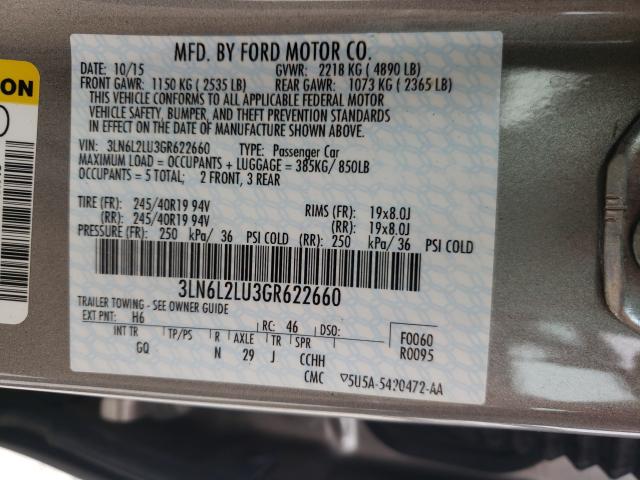 MFD. BY FORD MOTOR CO.
DATE: 10/15 GVWR: 2218 KG ( 4890 LB)
FRONT GAWR: 1150 KG ( 2535 LB) REAR GAWR: 1073 KG ( 2365 LB)
THIS VEHICLE CONFORMS TO ALL APPLICABLE FEDERAL MOTOR
VEHICLE SAFETY, BUMPER, AND THEFT PREVENTION STANDARDS
IN EFFECT ON THE DATE OF MANUFACTURE SHOWN ABOVE.
VIN: 3LN6L2LU3GR622660 TYPE: Passenger Car
MAXIMUM LOAD = OCCUPANTS + LUGGAGE = 385KG/ 850LB
OCCUPANTS = 5 TOTAL: 2 FRONT, 3 REAR
TIRE (FR): 245/40R19 94V RIMS (FR): 19x8.0J
(RR): 245/40R19 94V (RR): 19x8.0J
PRESSURE (FR): 250 kPa/ 36 PSI COLD (RR): 250 kPa/ 36 PSI COLD
3LN6L2LU3GR622660
TRAILER TOWING - SEE OWNER GUIDE
EXT PNT: H6 RC: 46 DSO: F0060
INT TR TP/PS R AXLE TR SPR R0095
GQ N 29 J CCHH
CMC ▽5U5A-5420472-AA
ION